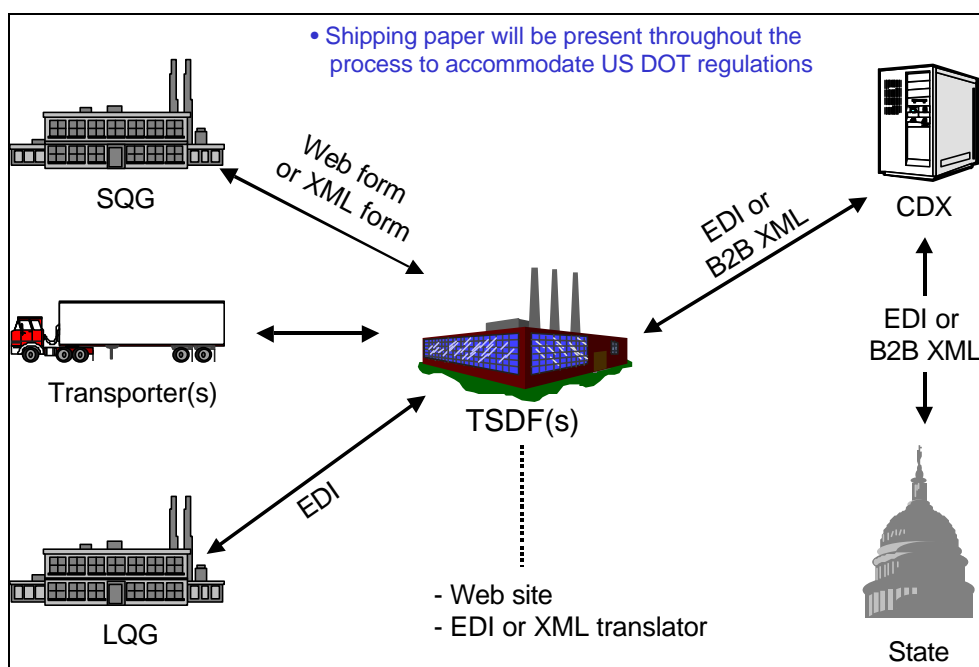 • Shipping paper will be present throughout the
process to accommodate US DOT regulations
SQG
Web form
or XML form
CDX
EDI or
B2B XML
EDI or
B2B XML
Transporter(s)
TSDF(s)
EDI
- Web site
- EDI or XML translator
LQG
State